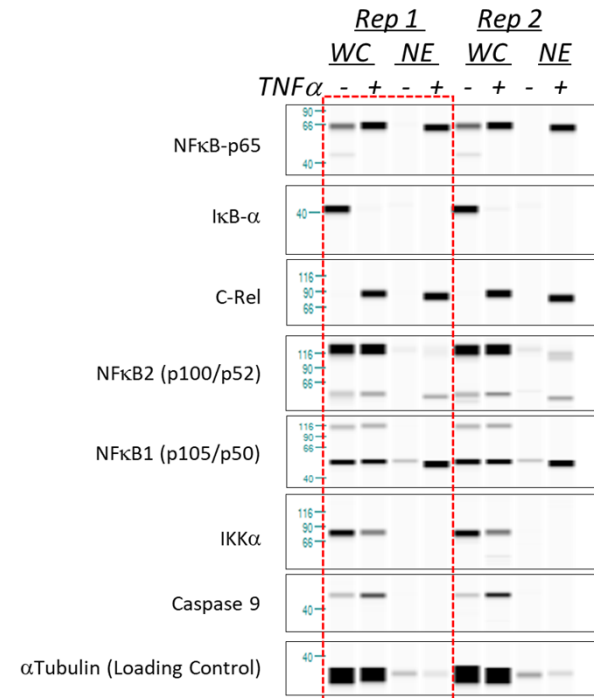 Rep 1 Rep 2
WC NE WC NE
TNFα - + - + - + - +
NFκB-p65
90
66
40
IκB-α
40
C-Rel
116
90
66
NFκB2 (p100/p52)
116
90
66
NFκB1 (p105/p50)
116
90
66
40
IKKα
116
90
66
Caspase 9
40
αTubulin (Loading Control)
40